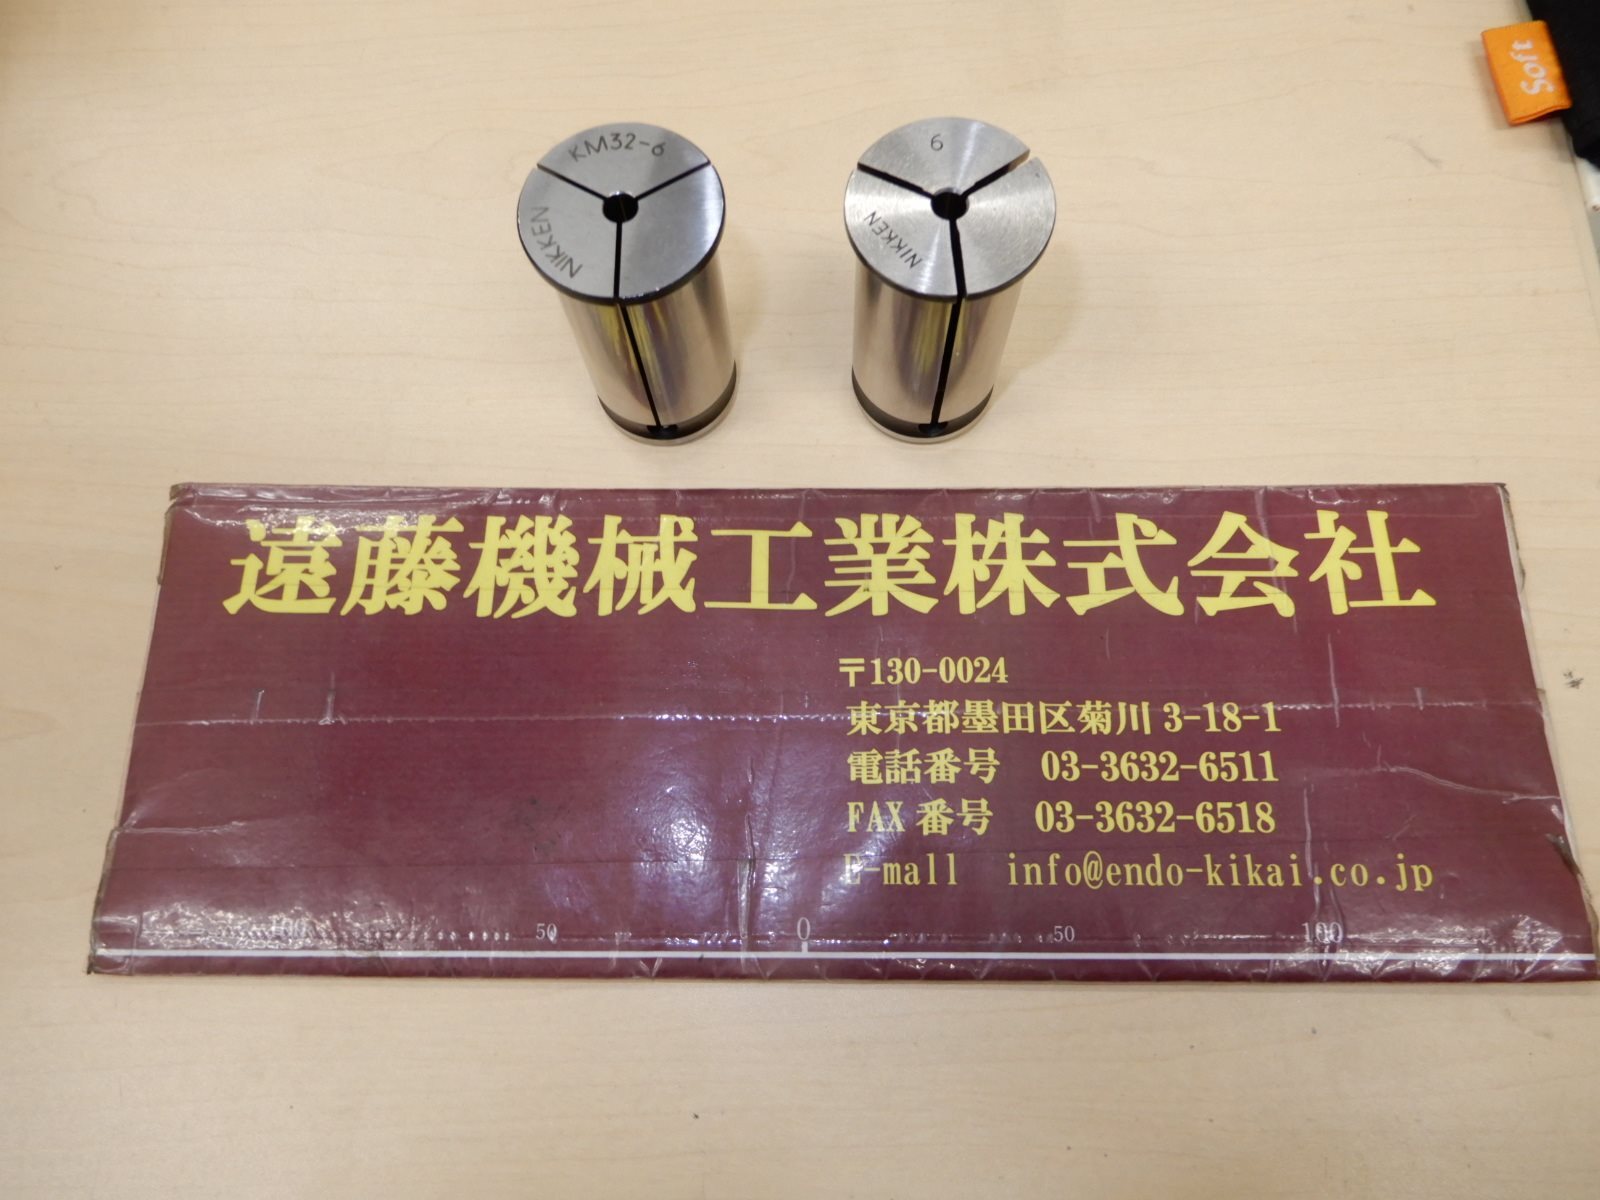 KM32-6
NIKKEN
6
NIKKEN
Soft
遠藤機械工業株式会社
〒130-0024
東京都墨田区菊川 3-18-1
電話番号 03-3632-6511
FAX 番号 03-3632-6518
E-mall info@endo-kikai.co.jp
100 50 0 50 100